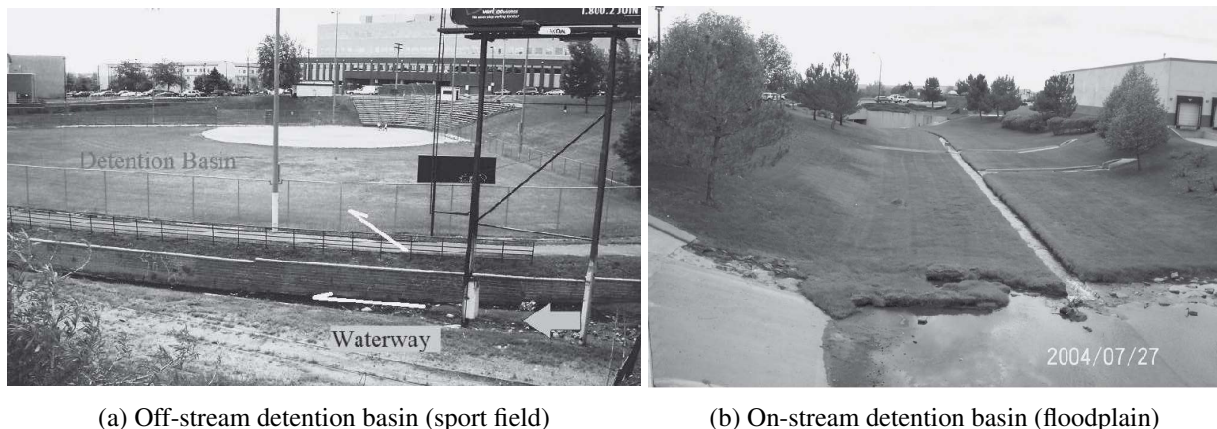 1.800.2 JOIN
Detention Basin
Waterway
2004/07/27
(a) Off-stream detention basin (sport field)
(b) On-stream detention basin (floodplain)